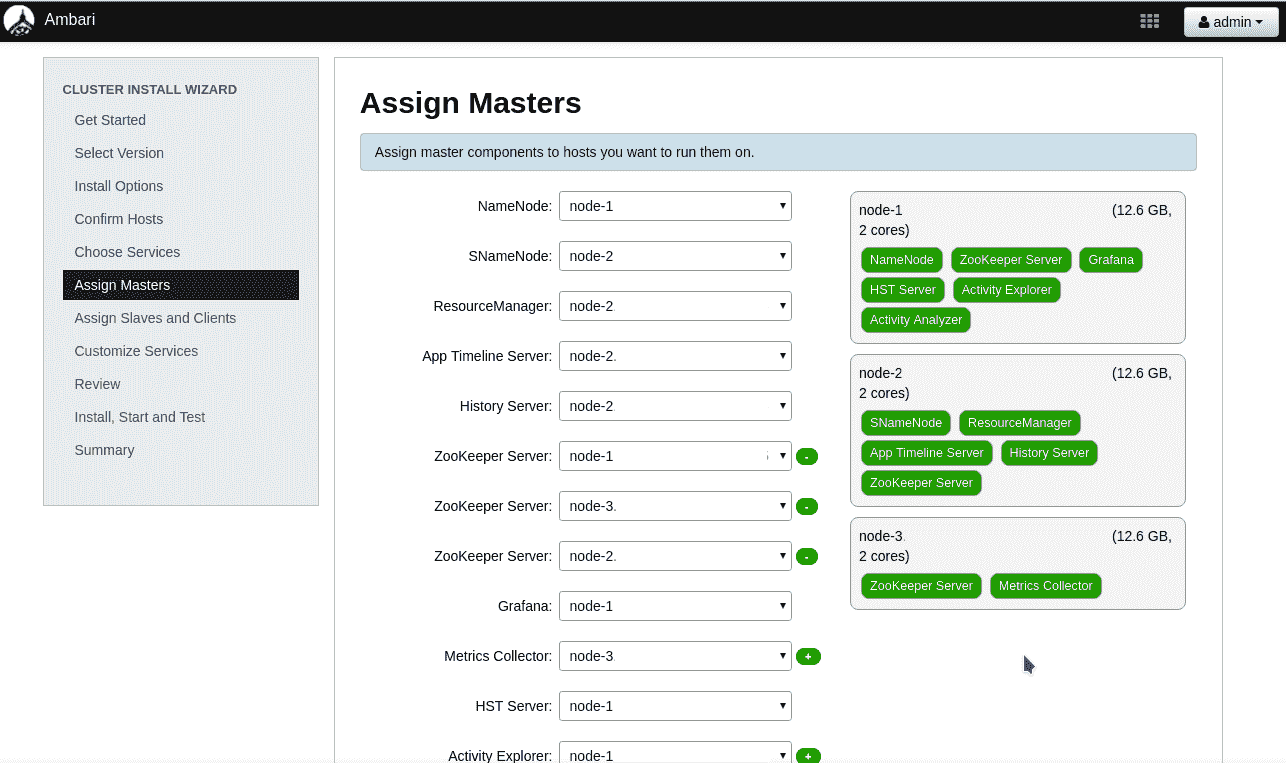 Ambari
admin
CLUSTER INSTALL WIZARD
Get Started
Select Version
Install Options
Confirm Hosts
Choose Services
Assign Masters
Assign Slaves and Clients
Customize Services
Review
Install, Start and Test
Summary
Assign Masters
Assign master components to hosts you want to run them on.
NameNode: node-1
SNameNode: node-2
ResourceManager: node-2
App Timeline Server: node-2.
History Server: node-2
ZooKeeper Server: node-1 -
ZooKeeper Server: node-3. -
ZooKeeper Server: node-2. -
Grafana: node-1
Metrics Collector: node-3 +
HST Server: node-1
Activity Explorer: node-1 +
node-1 (12.6 GB,
2 cores)
NameNode ZooKeeper Server Grafana
HST Server Activity Explorer
Activity Analyzer
node-2 (12.6 GB,
2 cores)
SNameNode ResourceManager
App Timeline Server History Server
ZooKeeper Server
node-3. (12.6 GB,
2 cores)
ZooKeeper Server Metrics Collector